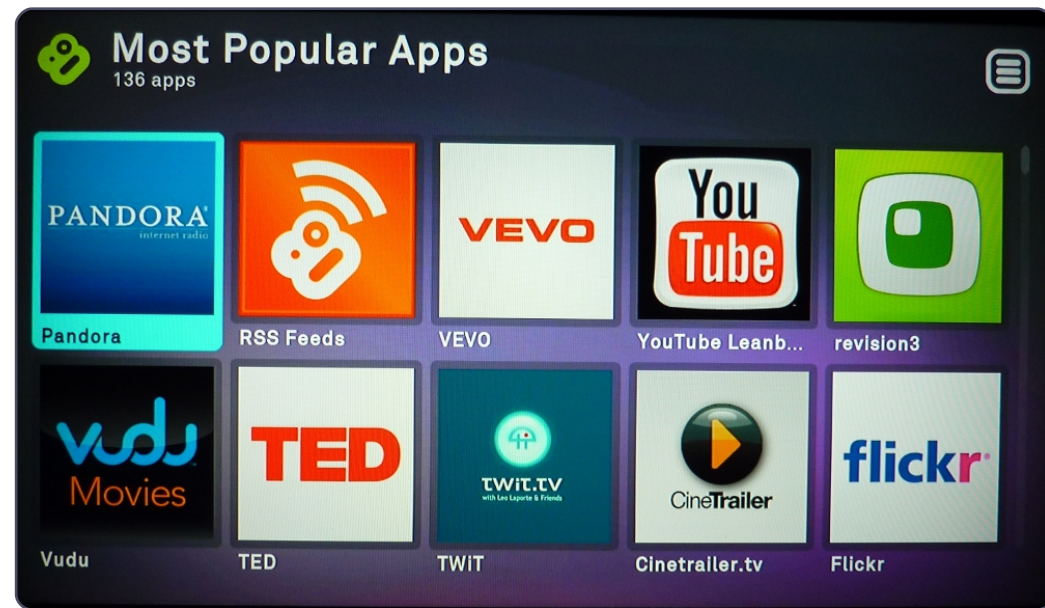 Most Popular Apps
136 apps
PANDORA
internet radio
VEVO
You
Tube
Pandora
RSS Feeds
VEVO
YouTube Leanb...
revision3
vudu
Movies
TED
TWiT.TV
with Leo Laporte & Friends
CineTrailer
flickr
Vudu
TED
TWiT
Cinetrailer.tv
Flickr